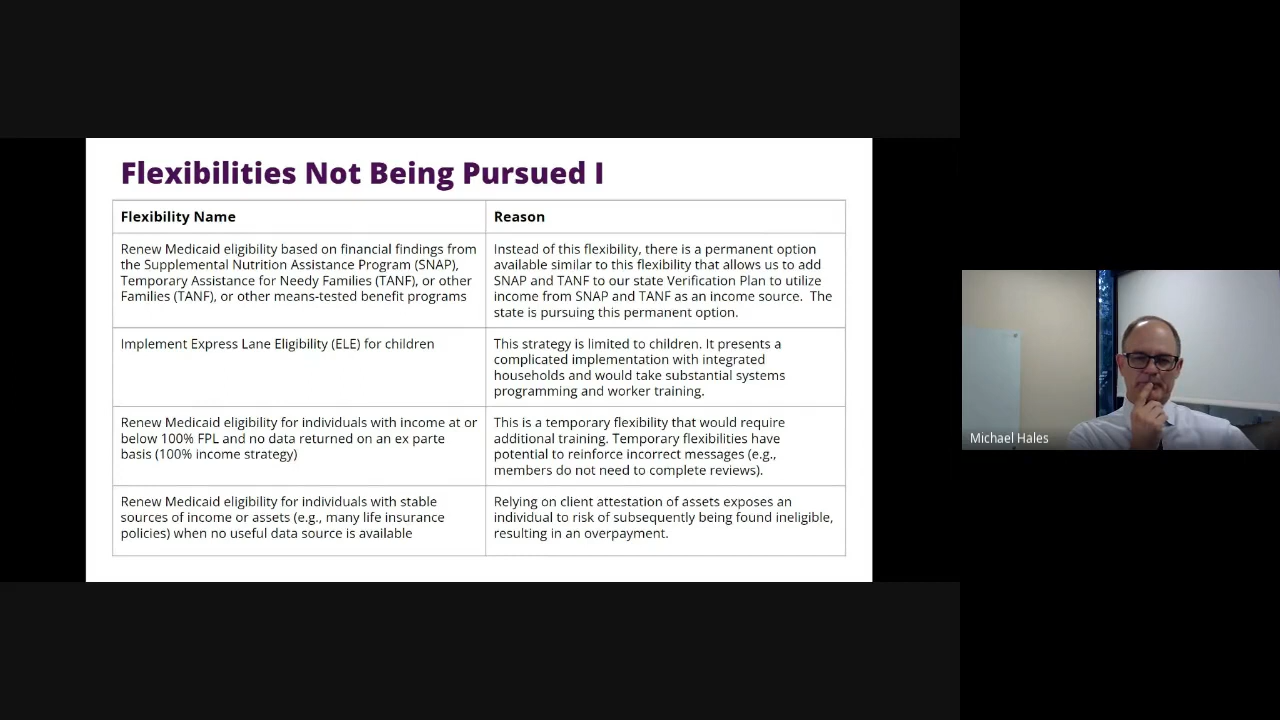 Flexibilities Not Being Pursued I
Flexibility Name
Reason
Renew Medicaid eligibility based on financial findings from
the Supplemental Nutrition Assistance Program (SNAP),
Temporary Assistance for Needy Families (TANF), or other
Families (TANF), or other means-tested benefit programs
Instead of this flexibility, there is a permanent option
available similar to this flexibility that allows us to add
SNAP and TANF to our state Verification Plan to utilize
income from SNAP and TANF as an income source. The
state is pursuing this permanent option.
Implement Express Lane Eligibility (ELE) for children
This strategy is limited to children. It presents a
complicated implementation with integrated
households and would take substantial systems
programming and worker training.
Renew Medicaid eligibility for individuals with income at or
below 100% FPL and no data returned on an ex parte
basis (100% income strategy)
This is a temporary flexibility that would require
additional training. Temporary flexibilities have
potential to reinforce incorrect messages (e.g.,
members do not need to complete reviews).
Renew Medicaid eligibility for individuals with stable
sources of income or assets (e.g., many life insurance
policies) when no useful data source is available
Relying on client attestation of assets exposes an
individual to risk of subsequently being found ineligible,
resulting in an overpayment.
Michael Hales